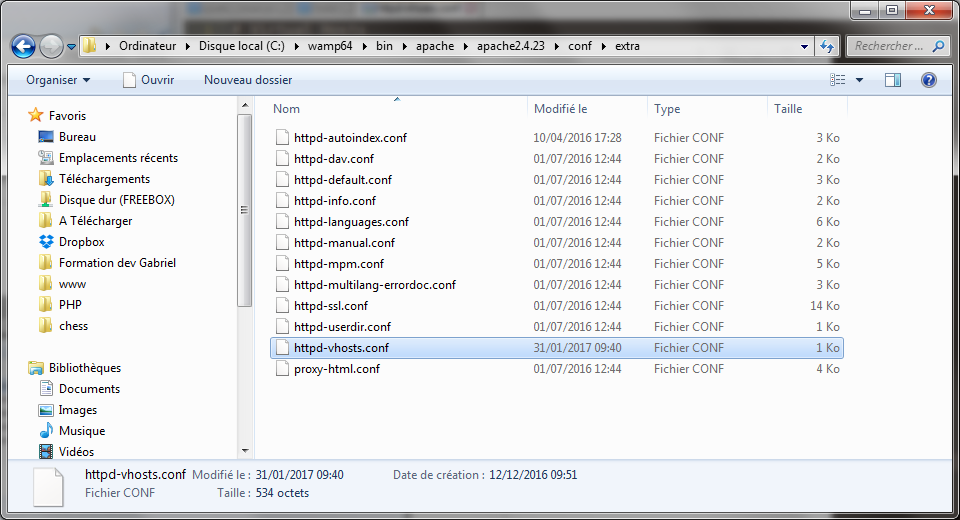 Ordinateur Disque local (C:) wamp64 bin apache apache2.4.23 conf extra Rechercher ...
Organiser Ouvrir Nouveau dossier
Favoris
Bureau
Emplacements récents
Téléchargements
Disque dur (FREEBOX)
A Télécharger
Dropbox
Formation dev Gabriel
www
PHP
chess
Bibliothèques
Documents
Images
Musique
Vidéos
Nom Modifié le Type Taille
httpd-autoindex.conf 10/04/2016 17:28 Fichier CONF 3 Ko
httpd-dav.conf 01/07/2016 12:44 Fichier CONF 2 Ko
httpd-default.conf 01/07/2016 12:44 Fichier CONF 3 Ko
httpd-info.conf 01/07/2016 12:44 Fichier CONF 2 Ko
httpd-languages.conf 01/07/2016 12:44 Fichier CONF 6 Ko
httpd-manual.conf 01/07/2016 12:44 Fichier CONF 2 Ko
httpd-mpm.conf 01/07/2016 12:44 Fichier CONF 5 Ko
httpd-multilang-errordoc.conf 01/07/2016 12:44 Fichier CONF 3 Ko
httpd-ssl.conf 01/07/2016 12:44 Fichier CONF 14 Ko
httpd-userdir.conf 01/07/2016 12:44 Fichier CONF 1 Ko
httpd-vhosts.conf 31/01/2017 09:40 Fichier CONF 1 Ko
proxy-html.conf 01/07/2016 12:44 Fichier CONF 4 Ko
httpd-vhosts.conf Modifié le : 31/01/2017 09:40 Date de création : 12/12/2016 09:51
Fichier CONF Taille : 534 octets